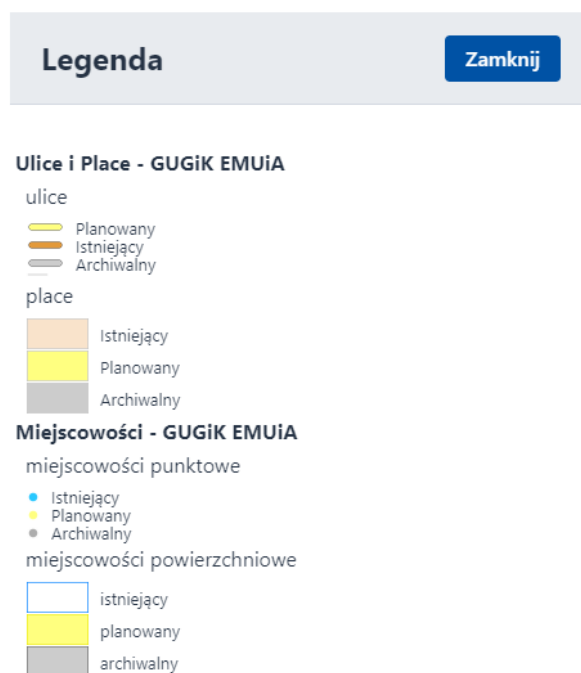 Legenda
Zamknij
Ulice i Place - GUGiK EMUiA
ulice
Planowany
Istniejący
Archiwalny
place
Istniejący
Planowany
Archiwalny
Miejscowości - GUGiK EMUiA
miejscowości punktowe
Istniejący
Planowany
Archiwalny
miejscowości powierzchniowe
istniejący
planowany
archiwalny